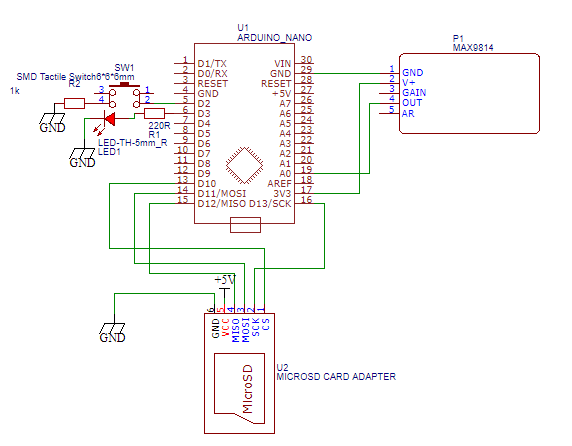 U1
ARDUINO_NANO
1 D1/TX VIN 30
2 D0/RX GND 29
3 RESET RESET 28
4 GND +5V 27
5 D2 A7 26
6 D3 A6 25
7 D4 A5 24
8 D5 A4 23
9 D6 A3 22
10 D7 A2 21
11 D8 A1 20
12 D9 A0 19
13 D10 AREF 18
14 D11/MOSI 3V3 17
15 D12/MISO D13/SCK 16
P1
MAX9814
1 GND
2 V+
3 GAIN
4 OUT
5 AR
SW1
SMD Tactile Switch6*6*6mm
R2
1k
3 1
4 2
GND
220R
R1
LED-TH-5mm_R
LED1
GND
+5V
GND
6 5 4 3 2 1
GND VCC MISO MOSI SCK CS
MicroSD
U2
MICROSD CARD ADAPTER